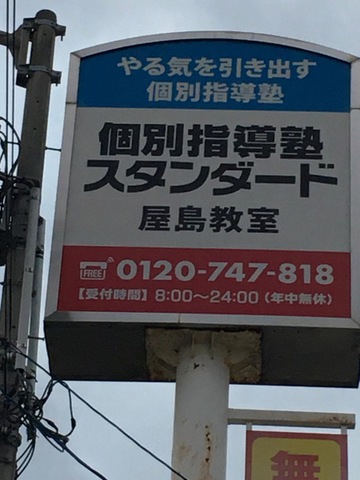 やる気を引き出す
個別指導塾
個別指導塾
スタンダード
屋島教室
FREE 0120-747-818
【受付時間】8:00～24:00（年中無休）
無